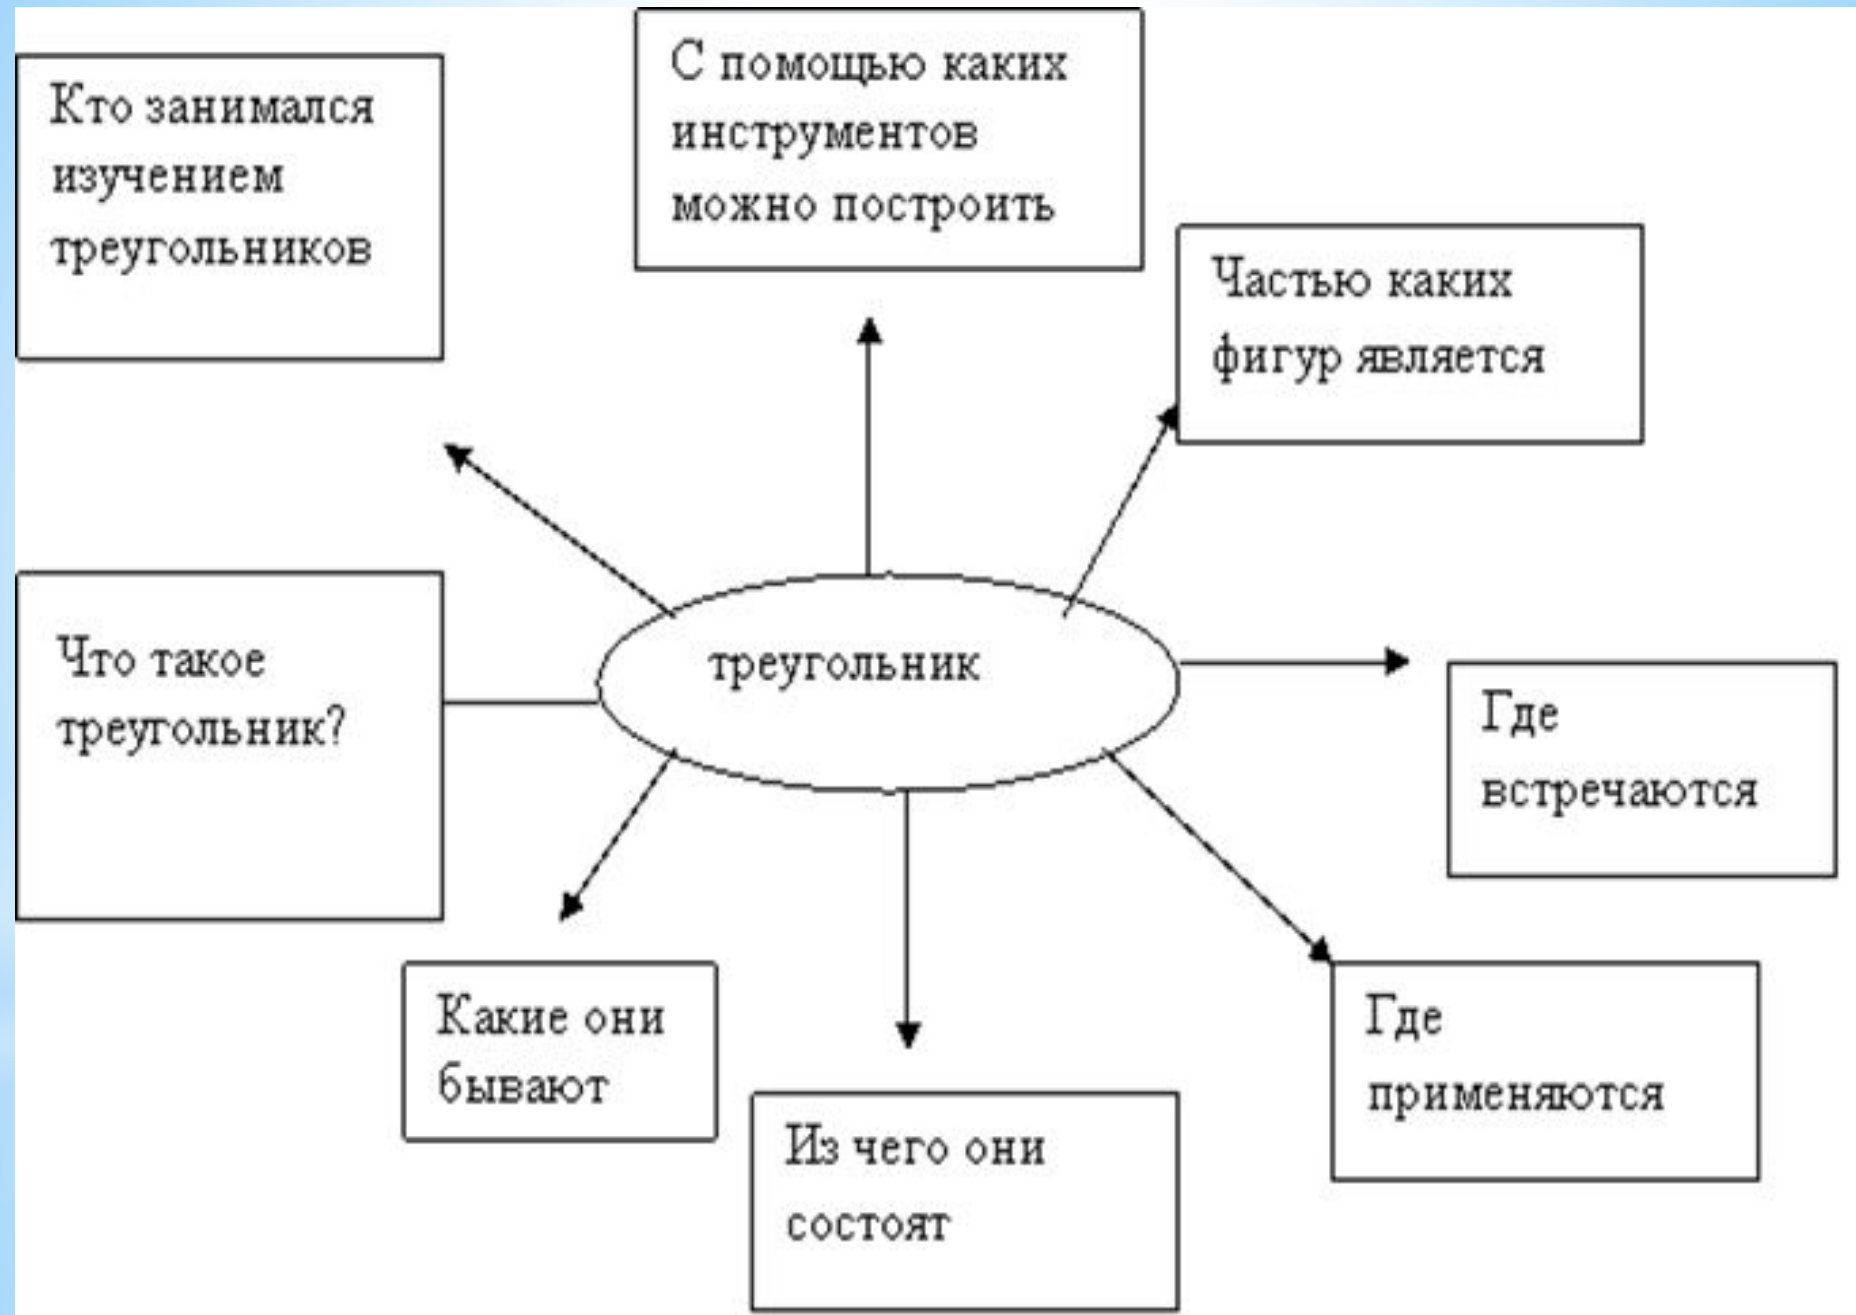 Кто занимался
изучением
треугольников
С помощью каких
инструментов
можно построить
Частью каких
фигур является
Что такое
треугольник?
треугольник
Где
встречаются
Какие они
бывают
Из чего они
состоят
Где
применяются